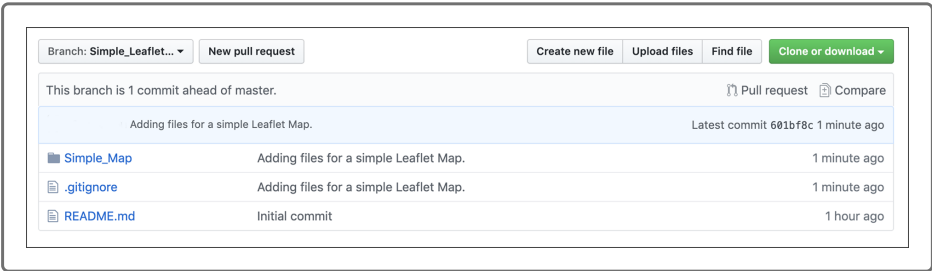 Branch: Simple_Leaflet... New pull request Create new file Upload files Find file Clone or download
This branch is 1 commit ahead of master. Pull request Compare
Adding files for a simple Leaflet Map. Latest commit 601bf8c 1 minute ago
Simple_Map Adding files for a simple Leaflet Map. 1 minute ago
.gitignore Adding files for a simple Leaflet Map. 1 minute ago
README.md Initial commit 1 hour ago